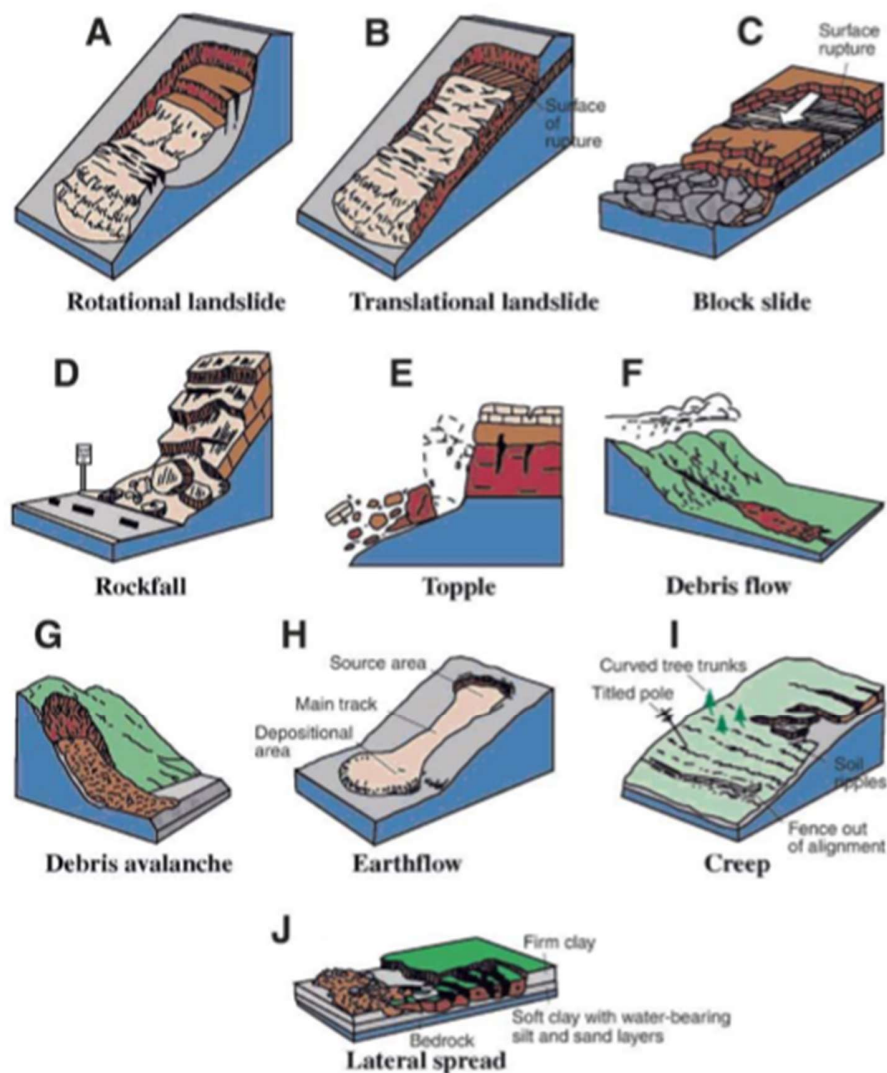 A
B
C
Surface
rupture
Surface
of
rupture
Rotational landslide
Translational landslide
Block slide
D
E
F
Rockfall
Topple
Debris flow
G
H
I
Source area
Main track
Depositional
area
Curved tree trunks
Titled pole
Soil
ripples
Fence out
of alignment
Debris avalanche
Earthflow
Creep
J
Firm clay
Soft clay with water-bearing
silt and sand layers
Bedrock
Lateral spread